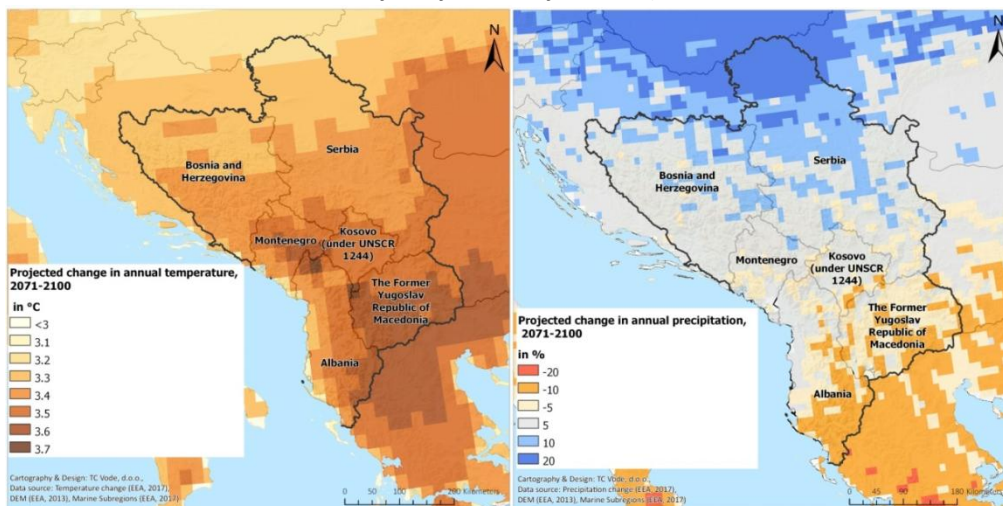 N
Bosnia and
Herzegovina
Serbia
Montenegro
Kosovo
(under UNSCR
1244)
The Former
Yugoslav
Republic of
Macedonia
Albania
Projected change in annual temperature,
2071-2100
in °C
<3
3.1
3.2
3.3
3.4
3.5
3.6
3.7
Cartography & Design: TC Vode, d.o.o.,
Data source: Temperature change (EEA, 2017),
DEM (EEA, 2013), Marine Subregions (EEA, 2017)
0 50 100 200 Kilometers
N
Bosnia and
Herzegovina
Serbia
Montenegro
Kosovo
(under UNSCR
1244)
The Former
Yugoslav
Republic of
Macedonia
Albania
Projected change in annual precipitation,
2071-2100
in %
-20
-10
-5
5
10
20
Cartography & Design: TC Vode, d.o.o.,
Data source: Precipitation change (EEA, 2017),
DEM (EEA, 2013), Marine Subregions (EEA, 2017)
0 45 90 180 Kilometers